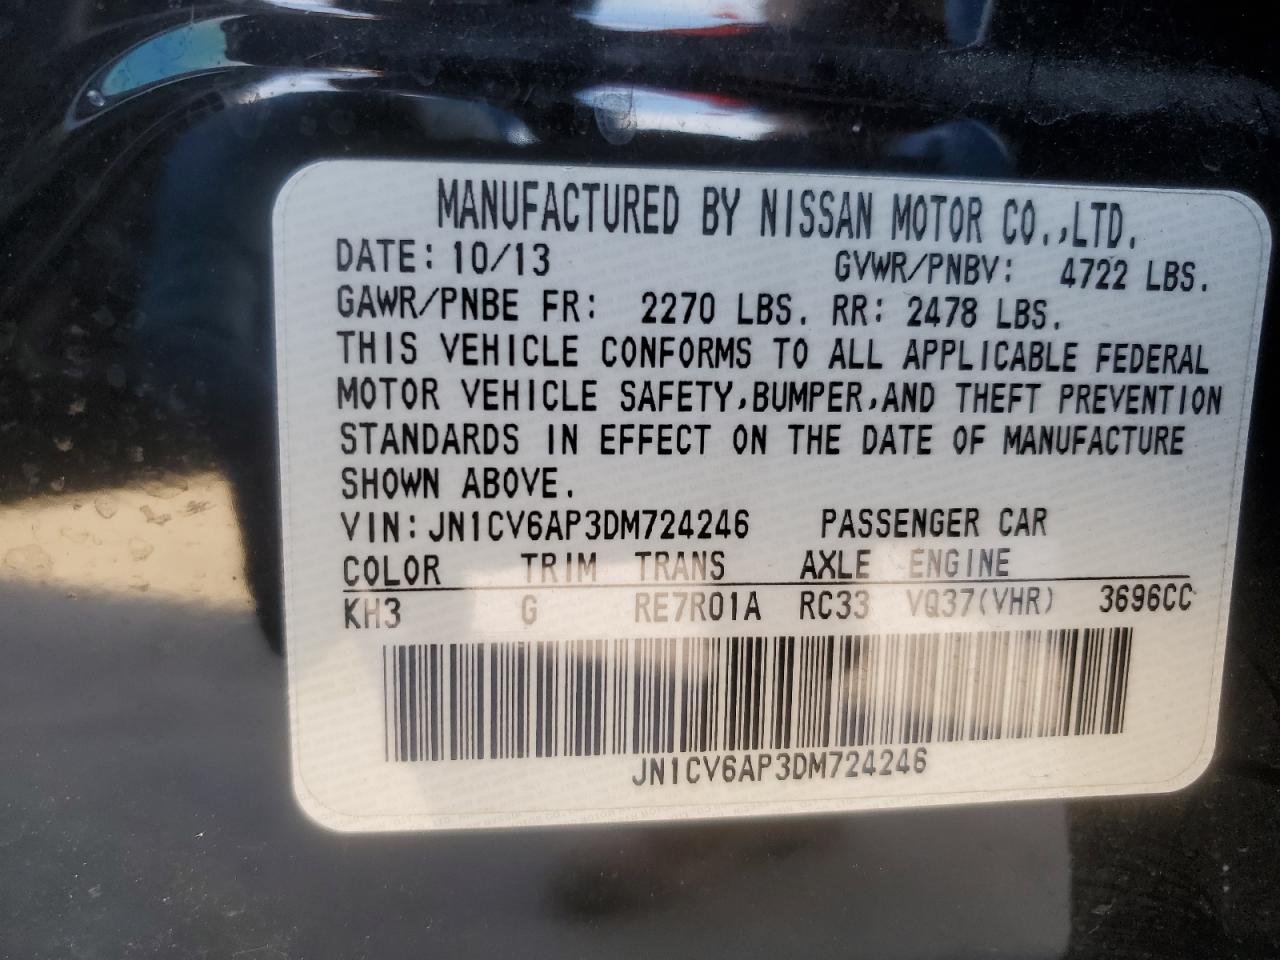 MANUFACTURED BY NISSAN MOTOR CO.,LTD.
DATE: 10/13 GVWR/PNBV: 4722 LBS.
GAWR/PNBE FR: 2270 LBS. RR: 2478 LBS.
THIS VEHICLE CONFORMS TO ALL APPLICABLE FEDERAL
MOTOR VEHICLE SAFETY,BUMPER,AND THEFT PREVENTION
STANDARDS IN EFFECT ON THE DATE OF MANUFACTURE
SHOWN ABOVE.
VIN: JN1CV6AP3DM724246 PASSENGER CAR
COLOR TRIM TRANS AXLE ENGINE
KH3 G RE7R01A RC33 VQ37(VHR) 3696CC
JN1CV6AP3DM724246